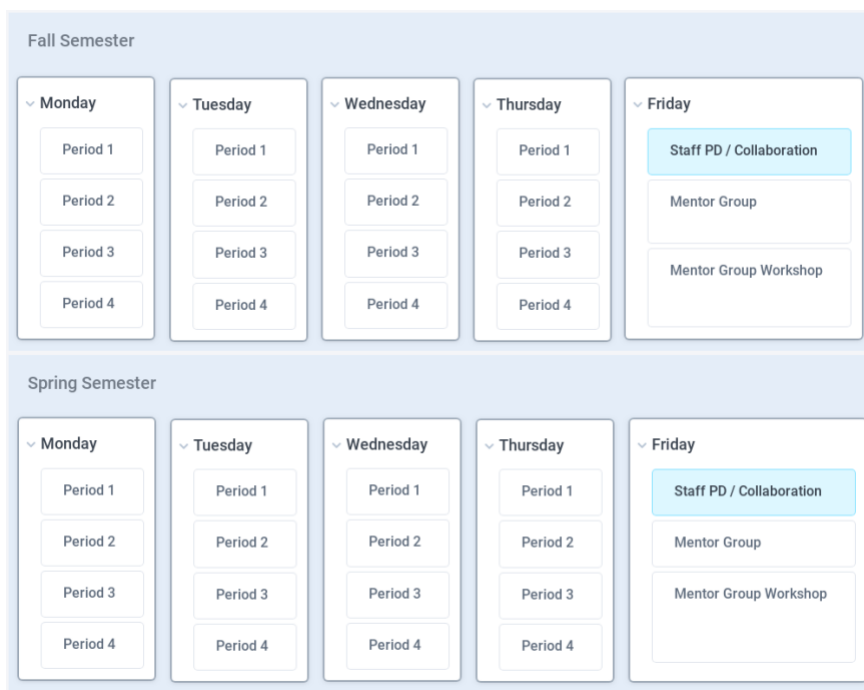 Fall Semester
Monday
Period 1
Period 2
Period 3
Period 4
Tuesday
Period 1
Period 2
Period 3
Period 4
Wednesday
Period 1
Period 2
Period 3
Period 4
Thursday
Period 1
Period 2
Period 3
Period 4
Friday
Staff PD / Collaboration
Mentor Group
Mentor Group Workshop
Spring Semester
Monday
Period 1
Period 2
Period 3
Period 4
Tuesday
Period 1
Period 2
Period 3
Period 4
Wednesday
Period 1
Period 2
Period 3
Period 4
Thursday
Period 1
Period 2
Period 3
Period 4
Friday
Staff PD / Collaboration
Mentor Group
Mentor Group Workshop